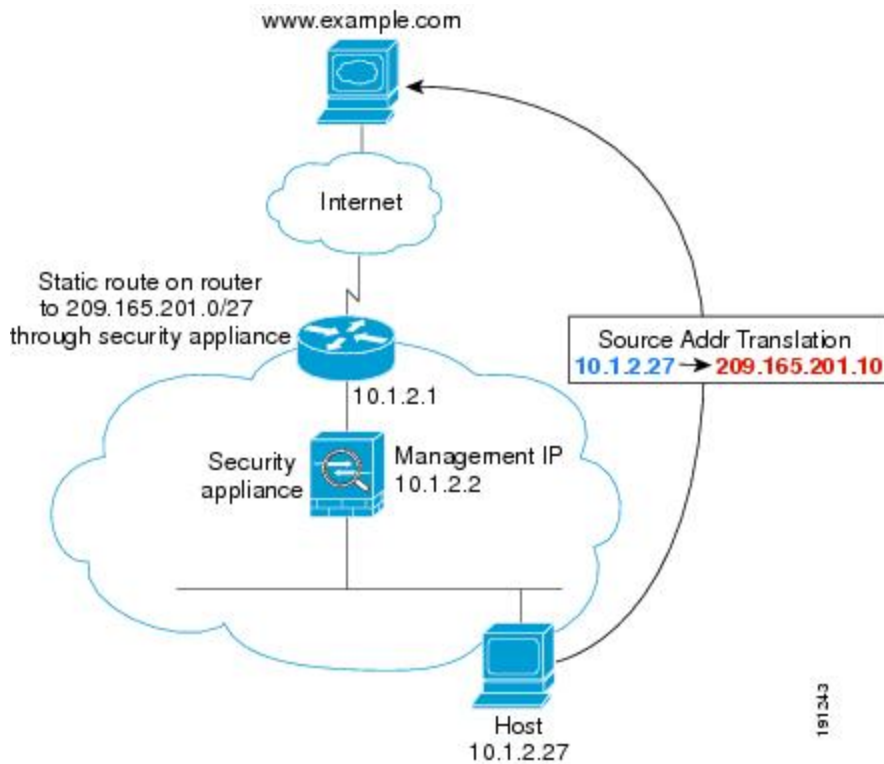 www.example.com
Internet
Static route on router
to 209.165.201.0/27
through security appliance
Source Addr Translation
10.1.2.27 → 209.165.201.10
10.1.2.1
Security
appliance
Management IP
10.1.2.2
Host
10.1.2.27
191243